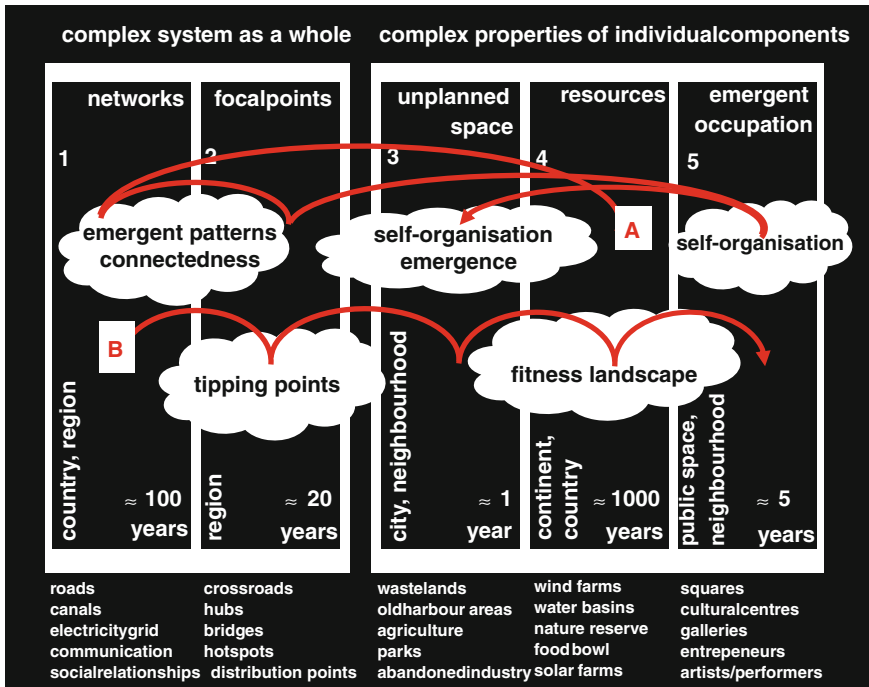 complex system as a whole
complex properties of individualcomponents
networks
1
focalpoints
2
unplanned
space
3
resources
4
emergent
occupation
5
emergent patterns
connectedness
self-organisation
emergence
A
self-organisation
B
tipping points
fitness landscape
country, region
≈ 100
years
region
≈ 20
years
city, neighbourhood
≈ 1
year
continent,
country
≈ 1000
years
public space,
neighbourhood
≈ 5
years
roads
canals
electricitygrid
communication
socialrelationships
crossroads
hubs
bridges
hotspots
distribution points
wastelands
oldharbour areas
agriculture
parks
abandonedindustry
wind farms
water basins
nature reserve
foodbowl
solar farms
squares
culturalcentres
galleries
entrepeneurs
artists/performers